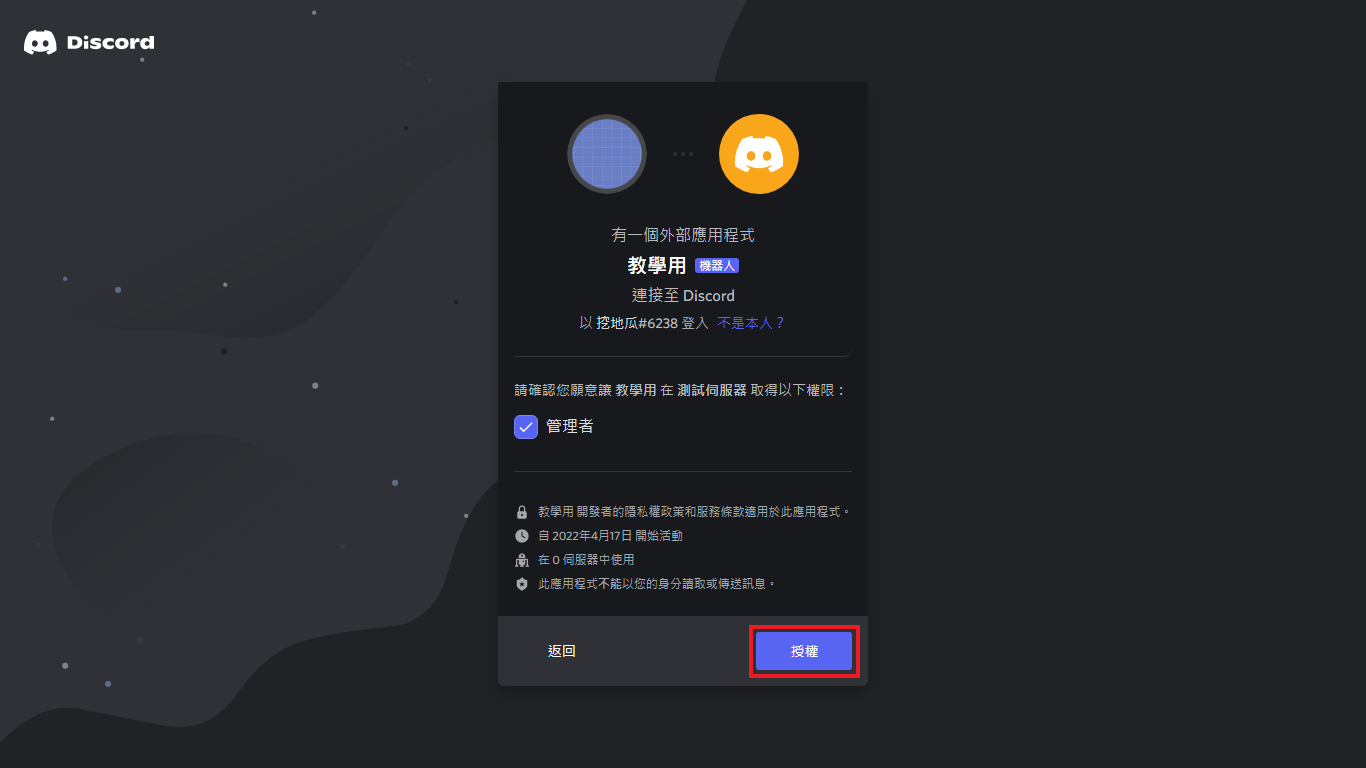 Discord
有一個外部應用程式
教學用 機器人
連接至 Discord
以 挖地瓜#6238 登入 不是本人？
請確認您願意讓 教學用 在 測試伺服器 取得以下權限：
管理者
教學用 開發者的隱私權政策和服務條款適用於此應用程式。
自 2022年4月17日 開始活動
在 0 伺服器中使用
此應用程式不能以您的身分讀取或傳送訊息。
返回 授權